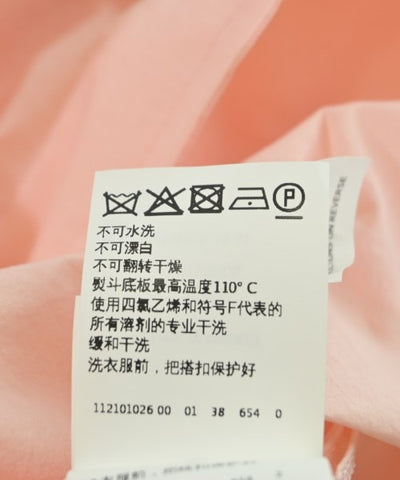 P
不可水洗
不可漂白
不可翻转干燥
熨斗底板最高温度110° C
使用四氯乙烯和符号F代表的
所有溶剂的专业干洗
缓和干洗
洗衣服前，把搭扣保护好
112101026 00 01 38 654 0
ON REVERSE